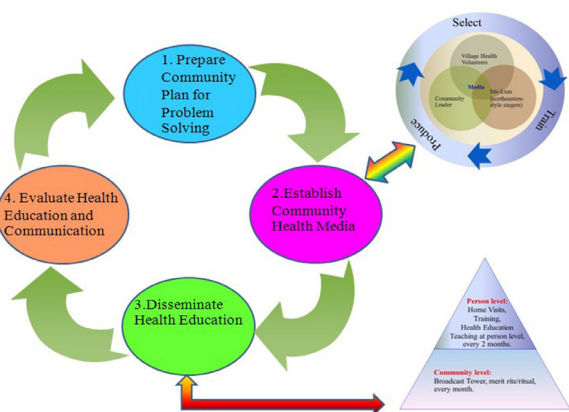 1. Prepare
Community
Plan for
Problem
Solving
2.Establish
Community
Health Media
3.Disseminate
Health Education
4. Evaluate Health
Education and
Communication
Select
Train
Produce
Village Health
Volunteers
Media
Community
Leader
Mo-Lum
(northeastern-
style singers)
Person level:
Home Visits,
Training,
Health Education
Teaching at person level,
every 2 months.
Community level:
Broadcast Tower, merit rite/ritual,
every month.